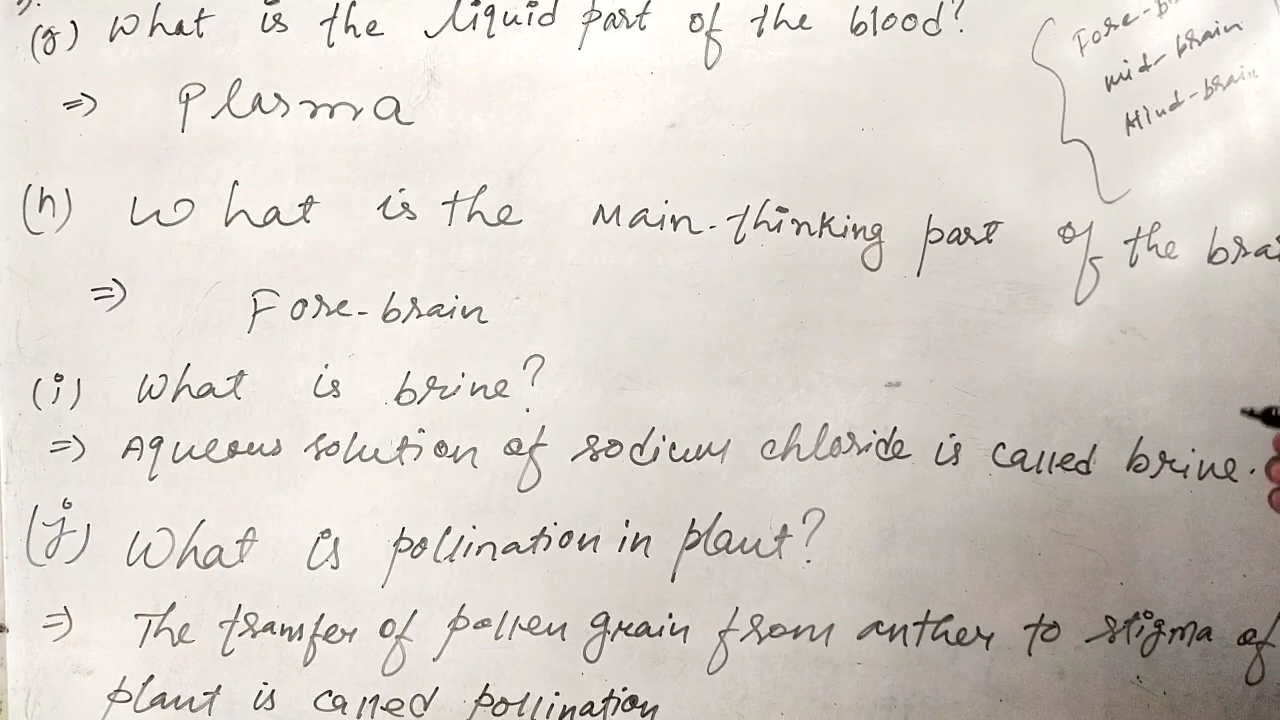 (g) What is the liquid part of the blood?
⇒ Plasma
Fore-b
mid-brain
Hind-brain
(h) What is the Main-thinking part of the brai
⇒ Fore-brain
(i) What is brine?
⇒ Aqueous solution of sodium chloride is called brine.
(j) What is pollination in plant?
⇒ The transfer of pollen grain from anther to stigma of
plant is called pollination